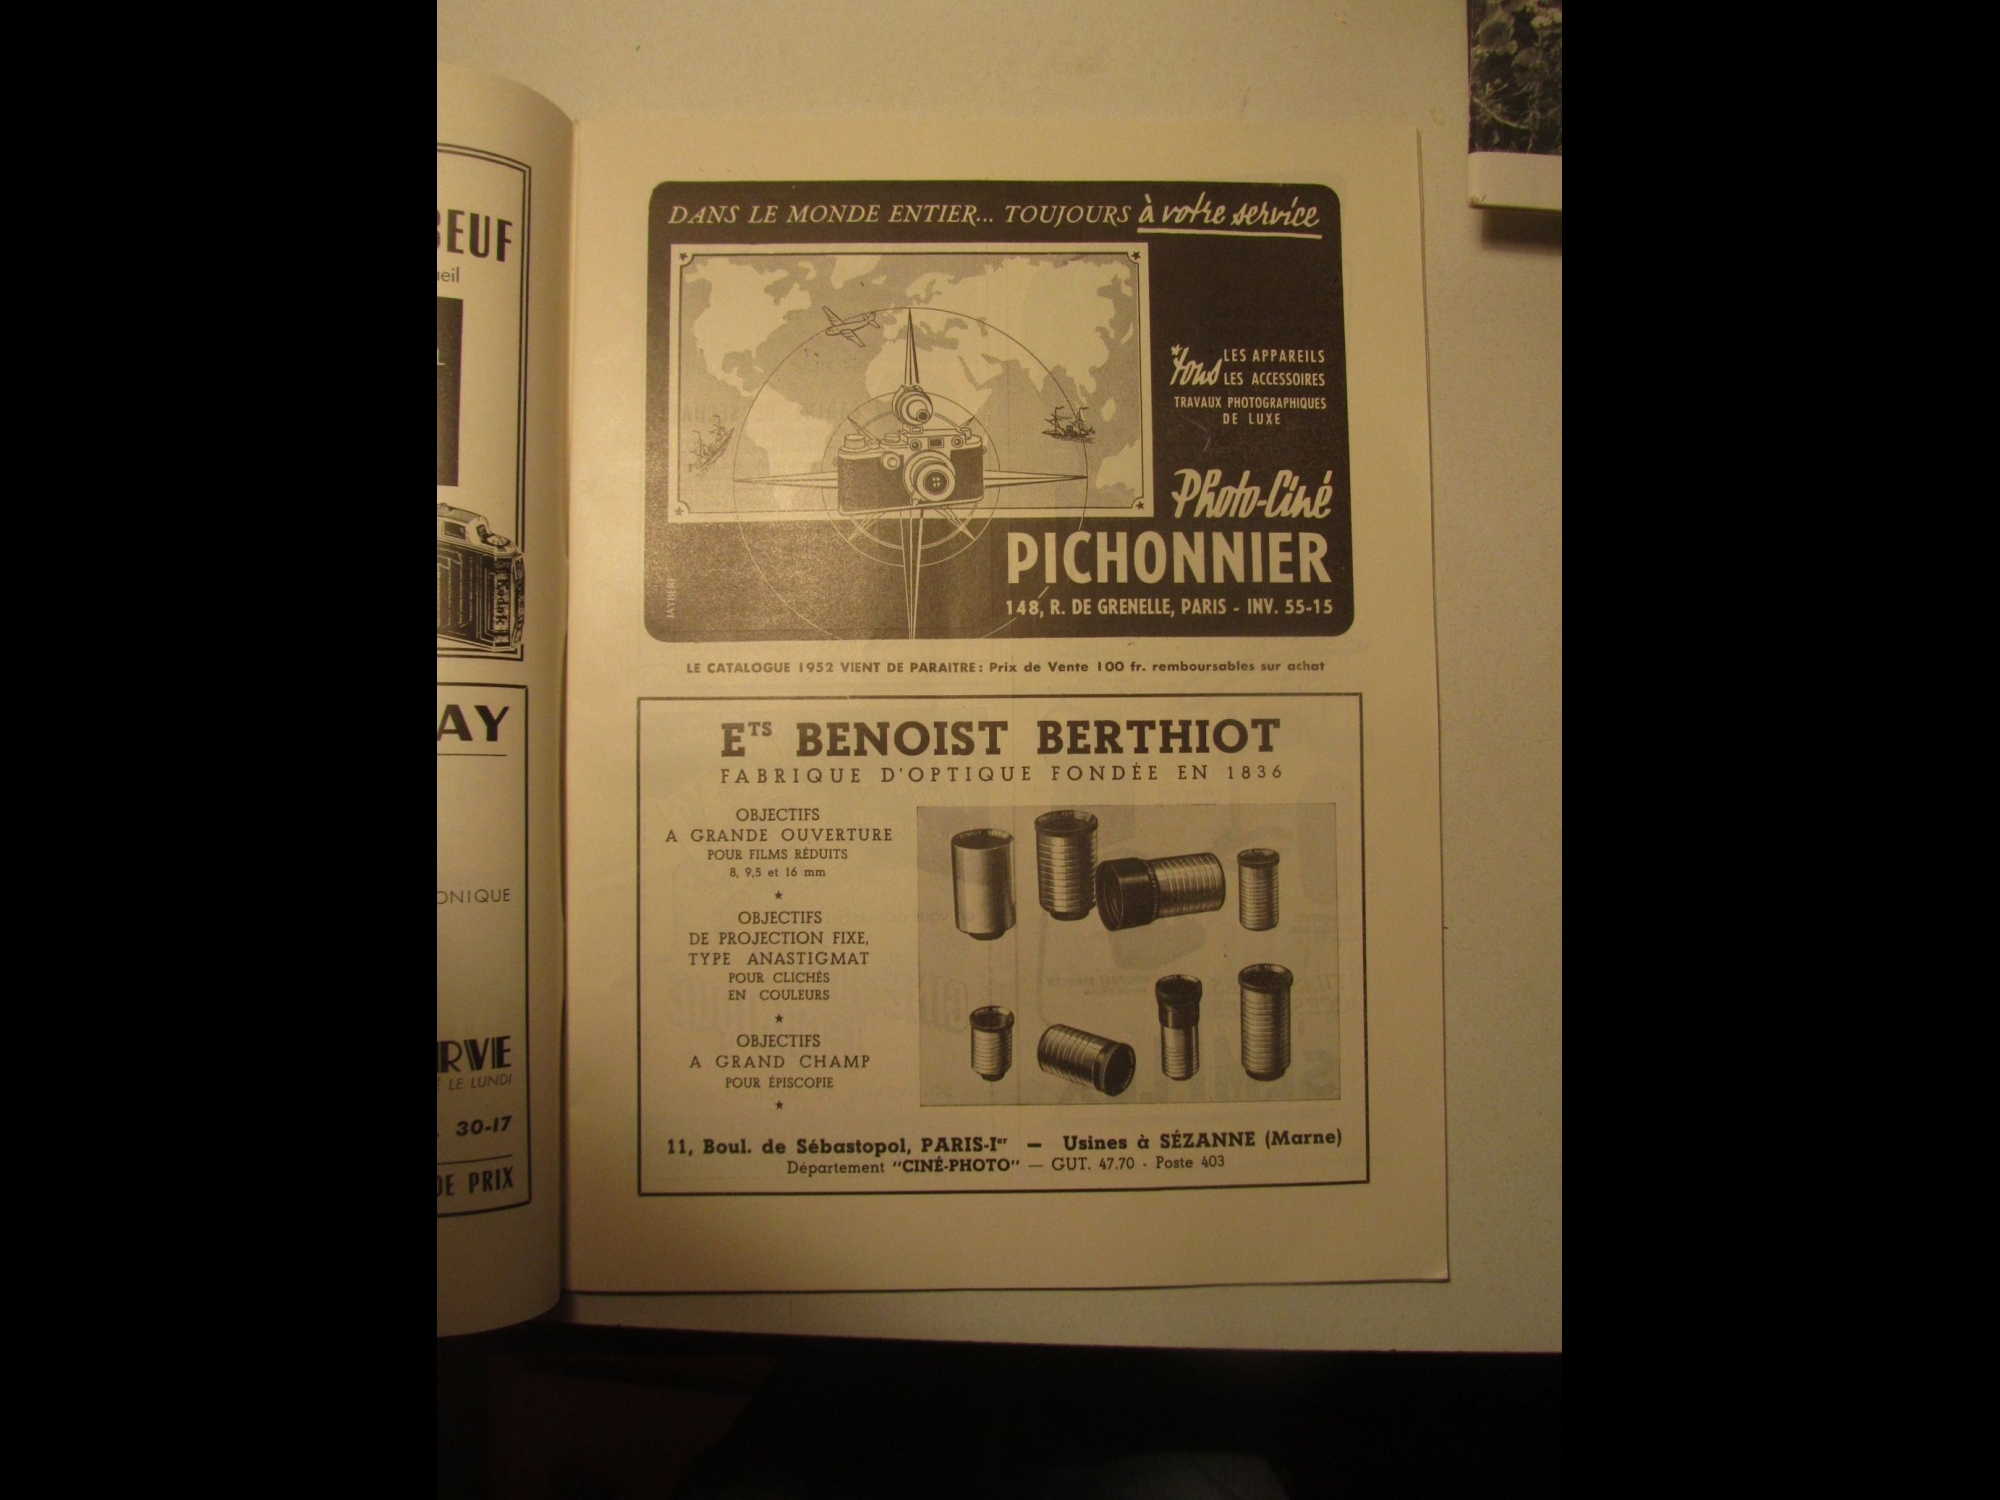 BEUF
eil
L
Kodak
AY
ONIQUE
RVIE
LE LUNDI
30-17
DE PRIX
DANS LE MONDE ENTIER... TOUJOURS à votre service
tous LES APPAREILS
LES ACCESSOIRES
TRAVAUX PHOTOGRAPHIQUES
DE LUXE
Photo-Ciné
PICHONNIER
148, R. DE GRENELLE, PARIS - INV. 55-15
LE CATALOGUE 1952 VIENT DE PARAITRE : Prix de Vente 100 fr. remboursables sur achat
ETS BENOIST BERTHIOT
FABRIQUE D'OPTIQUE FONDÉE EN 1836
OBJECTIFS
A GRANDE OUVERTURE
POUR FILMS RÉDUITS
8, 9,5 et 16 mm
★
OBJECTIFS
DE PROJECTION FIXE,
TYPE ANASTIGMAT
POUR CLICHÉS
EN COULEURS
★
OBJECTIFS
A GRAND CHAMP
POUR ÉPISCOPIE
★
11, Boul. de Sébastopol, PARIS-Ier — Usines à SÉZANNE (Marne)
Département "CINÉ-PHOTO" — GUT. 47.70 - Poste 403